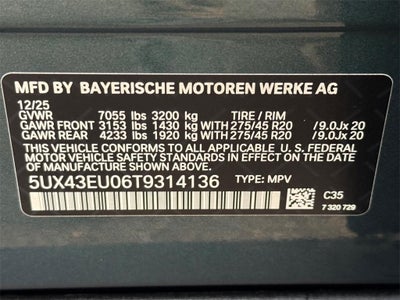 MFD BY BAYERISCHE MOTOREN WERKE AG
12/25
GVWR 7055 lbs 3200 kg TIRE / RIM
GAWR FRONT 3153 lbs 1430 kg WITH 275/45 R20 / 9.0Jx 20
GAWR REAR 4233 lbs 1920 kg WITH 275/45 R20 / 9.0Jx 20
THIS VEHICLE CONFORMS TO ALL APPLICABLE U.S. FEDERAL
MOTOR VEHICLE SAFETY STANDARDS IN EFFECT ON THE DATE
OF MANUFACTURE SHOWN ABOVE.
5UX43EU06T9314136 TYPE: MPV
C35
7 320 729